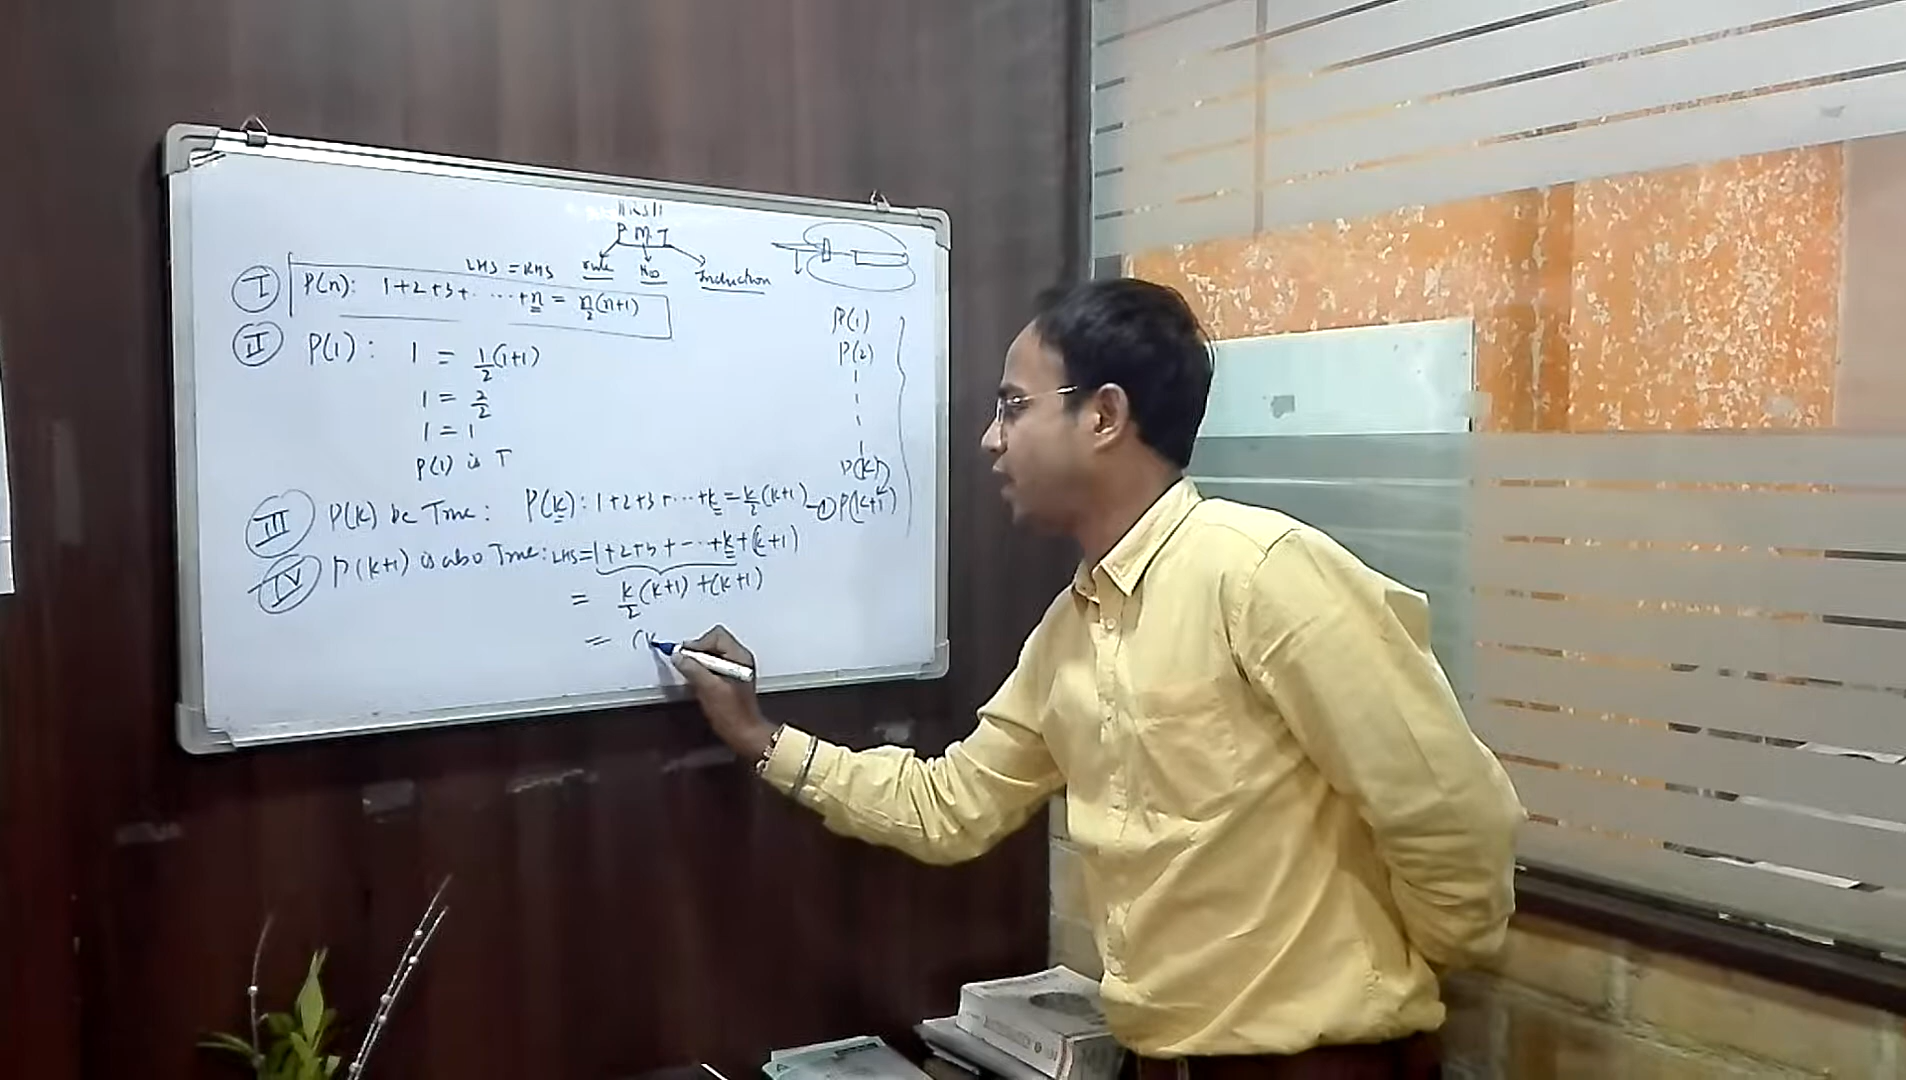 P M I
rule No Induction
LHS = RHS
I P(n): 1+2+3+.....+n = n/2(n+1)
II P(1): 1 = 1/2(1+1)
1 = 2/2
1 = 1
P(1) is T
P(1)
P(2)
P(k)
P(k+1)
III P(k) be True: P(k): 1+2+3+...+k = k/2(k+1) —①
IV P(k+1) is also True: LHS = 1+2+3+--..+k+(k+1)
= k/2(k+1) +(k+1)
= (k